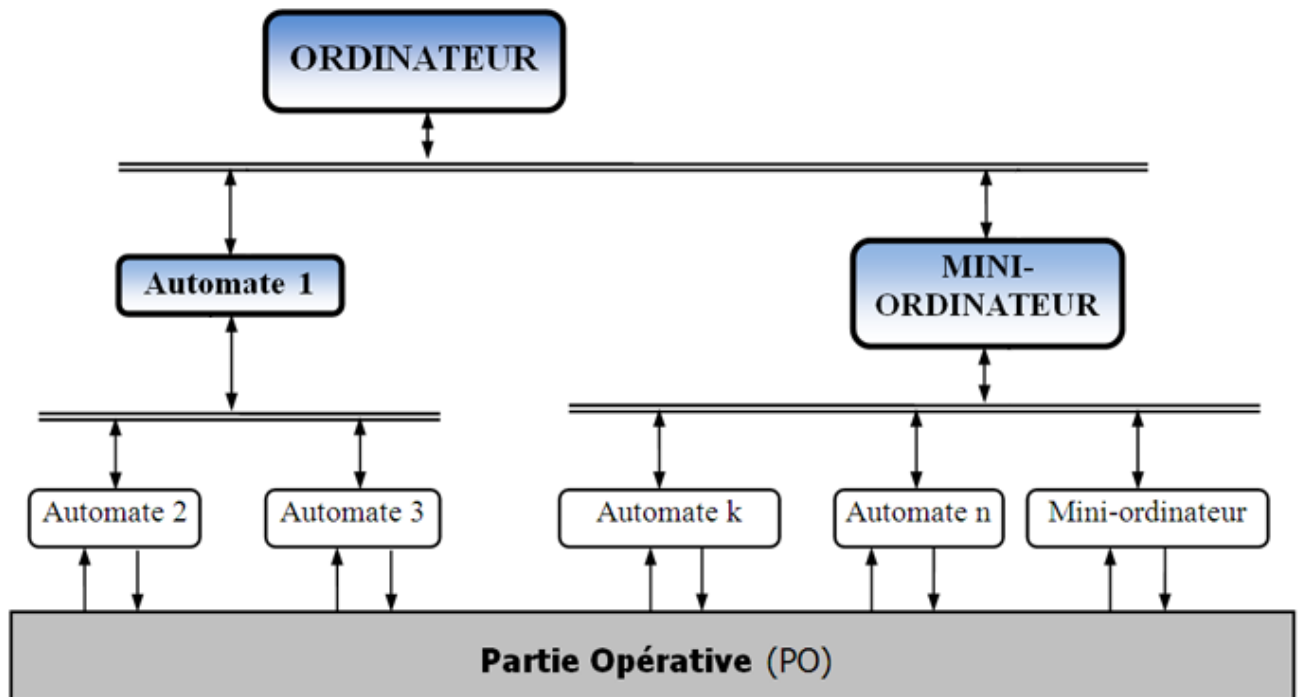 ORDINATEUR
Automate 1
MINI-
ORDINATEUR
Automate 2
Automate 3
Automate k
Automate n
Mini-ordinateur
Partie Opérative (PO)